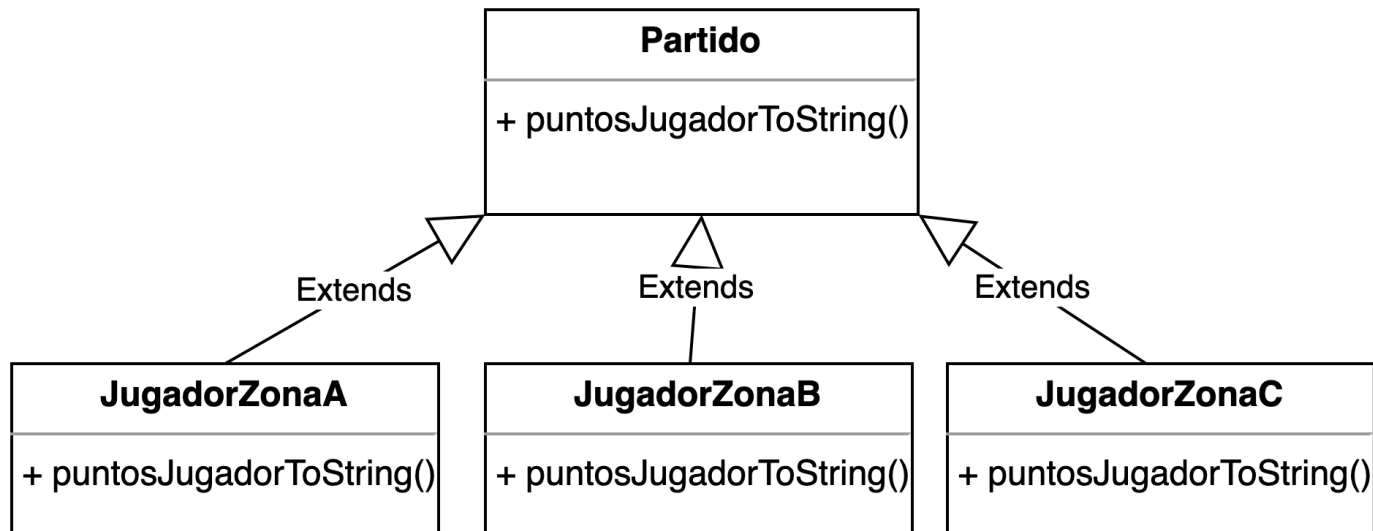 Partido
+ puntosJugadorToString()
Extends
Extends
Extends
JugadorZonaA
JugadorZonaB
JugadorZonaC
+ puntosJugadorToString()
+ puntosJugadorToString()
+ puntosJugadorToString()